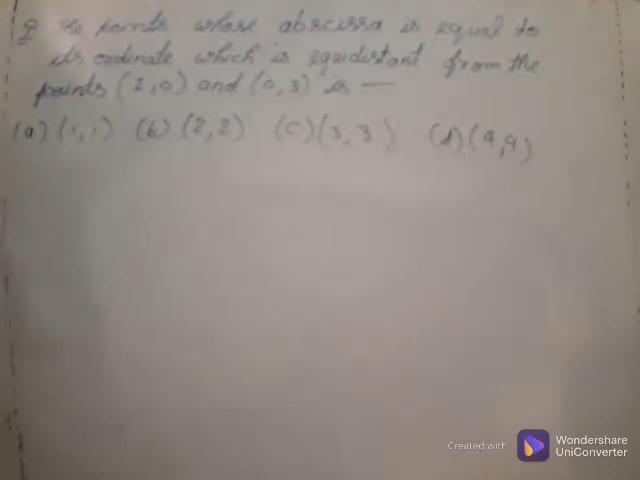 Q The points whose abscissa is equal to
its ordinate which is equidistant from the
points (2,0) and (0,3) is —
(a) (1,1) (b) (2,2) (c) (3,3) (d) (4,4)
Created with Wondershare UniConverter